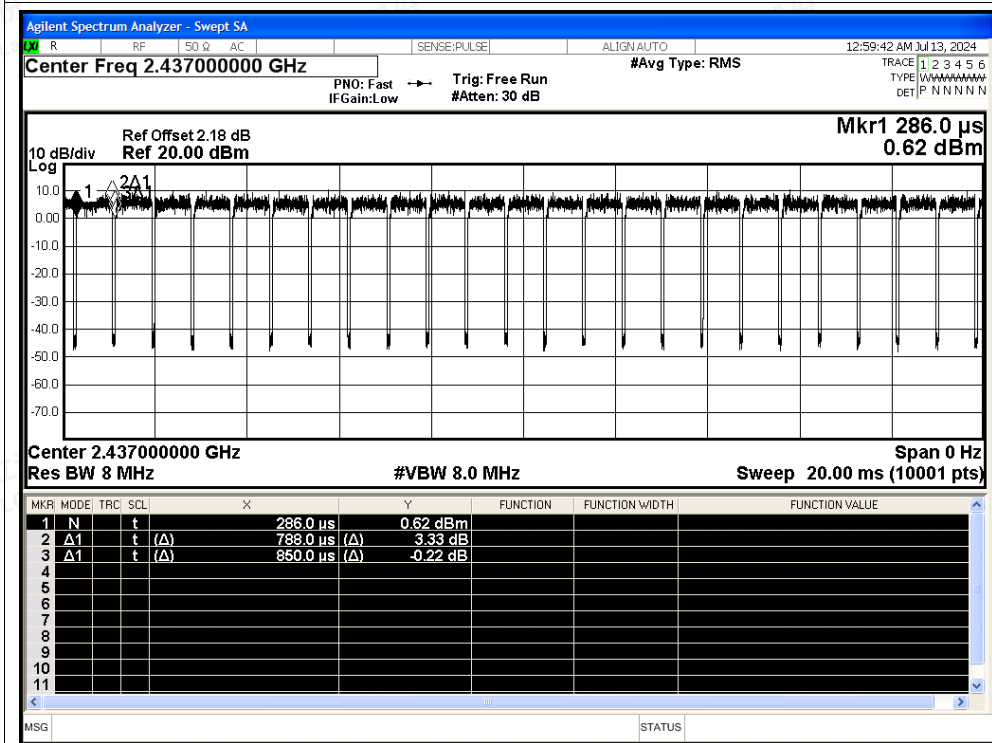 Agilent Spectrum Analyzer - Swept SA
LXI R RF 50 Ω AC SENSE:PULSE ALIGN AUTO 12:59:42 AM Jul 13, 2024
Center Freq 2.437000000 GHz #Avg Type: RMS TRACE 1 2 3 4 5 6
PNO: Fast Trig: Free Run TYPE WWWWWW
IFGain:Low #Atten: 30 dB DET P N N N N N
Ref Offset 2.18 dB Mkr1 286.0 µs
10 dB/div Ref 20.00 dBm 0.62 dBm
Log
10.0 1 2Δ1
3Δ1
0.00
-10.0
-20.0
-30.0
-40.0
-50.0
-60.0
-70.0
Center 2.437000000 GHz Span 0 Hz
Res BW 8 MHz #VBW 8.0 MHz Sweep 20.00 ms (10001 pts)
MKR MODE TRC SCL X Y FUNCTION FUNCTION WIDTH FUNCTION VALUE
1 N t 286.0 µs 0.62 dBm
2 Δ1 t (Δ) 788.0 µs (Δ) 3.33 dB
3 Δ1 t (Δ) 850.0 µs (Δ) -0.22 dB
4
5
6
7
8
9
10
11
MSG STATUS